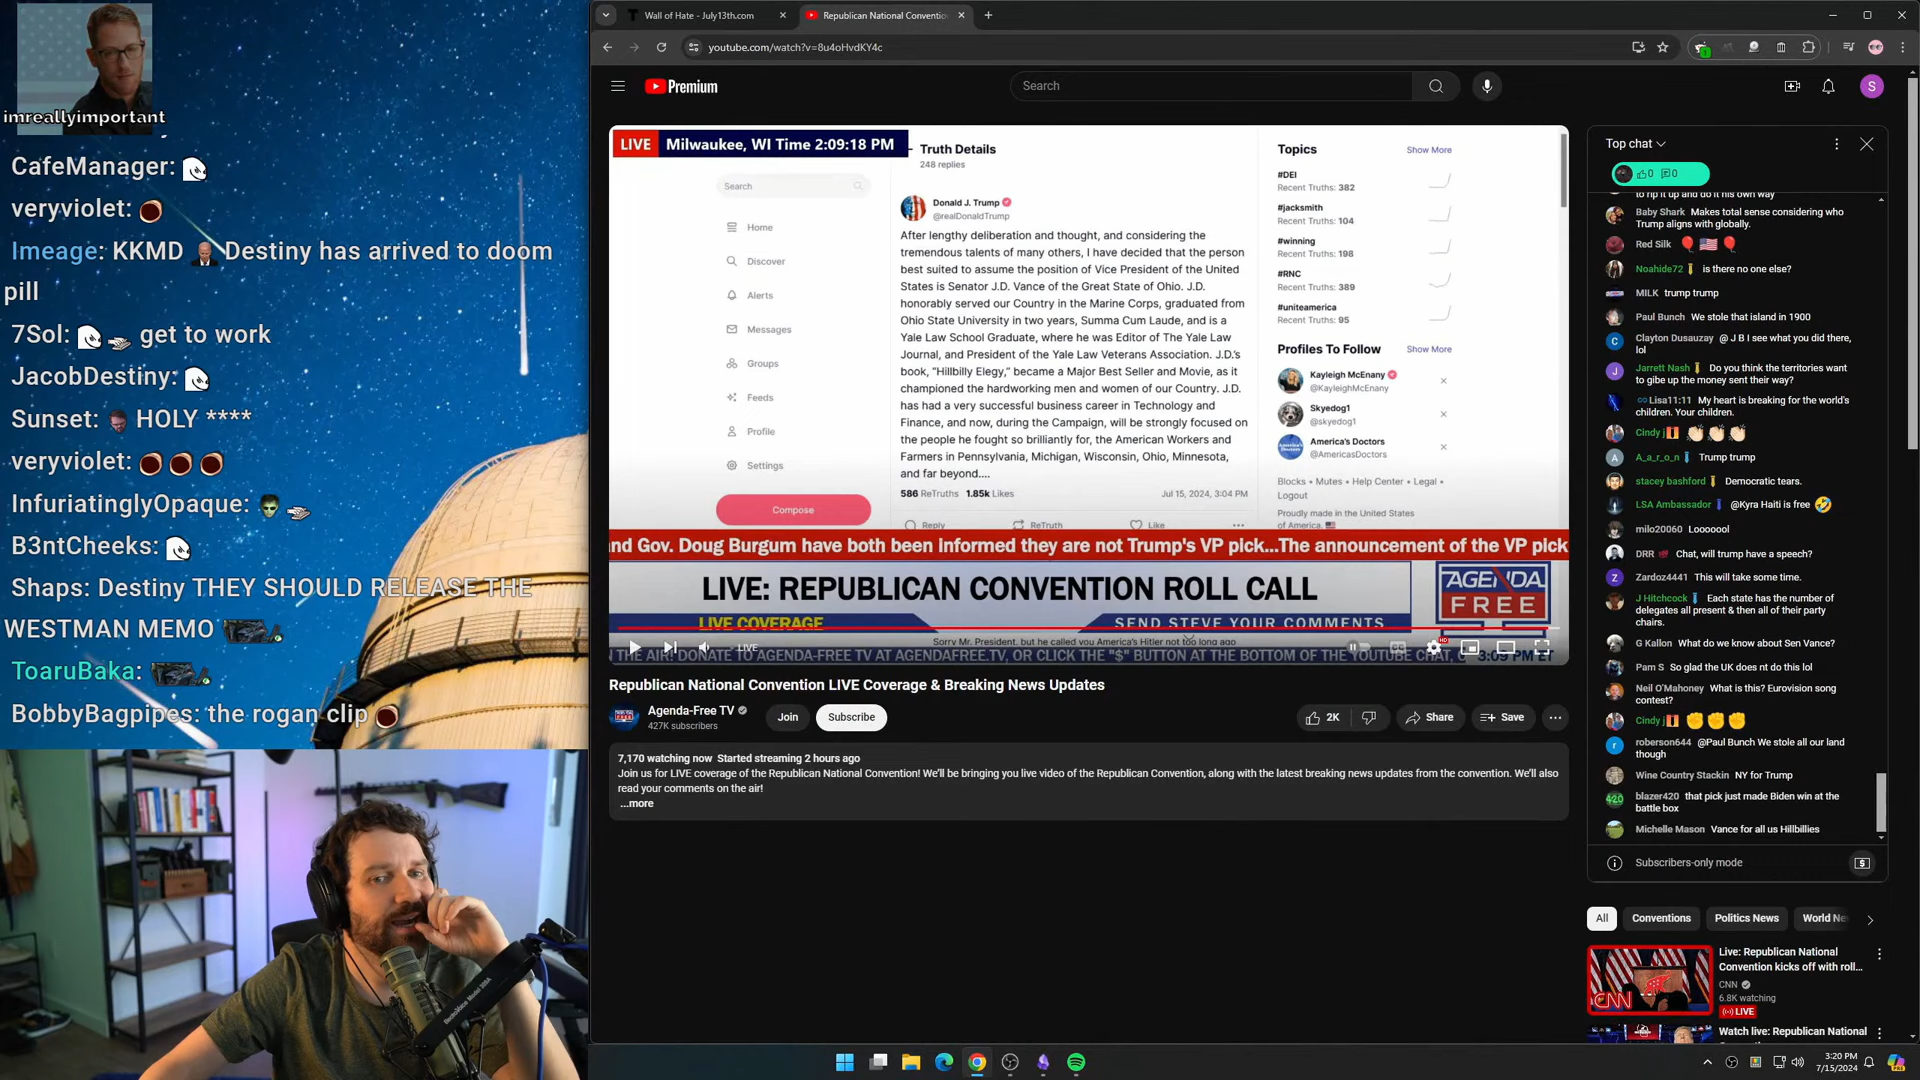 imreallyimportant
CafeManager:
veryviolet:
Imeage: KKMD Destiny has arrived to doom
pill
7Sol: get to work
JacobDestiny:
Sunset: HOLY ****
veryviolet:
InfuriatinglyOpaque:
B3ntCheeks:
Shaps: Destiny THEY SHOULD RELEASE THE
WESTMAN MEMO
ToaruBaka:
BobbyBagpipes: the rogan clip
Wall of Hate - July13th.com
Republican National Conventio
youtube.com/watch?v=8u4oHvdKY4c
Premium
Search
S
LIVE Milwaukee, WI Time 2:09:18 PM
Search
Home
Discover
Alerts
Messages
Groups
Feeds
Profile
Settings
Compose
Truth Details
248 replies
Donald J. Trump
@realDonaldTrump
After lengthy deliberation and thought, and considering the
tremendous talents of many others, I have decided that the person
best suited to assume the position of Vice President of the United
States is Senator J.D. Vance of the Great State of Ohio. J.D.
honorably served our Country in the Marine Corps, graduated from
Ohio State University in two years, Summa Cum Laude, and is a
Yale Law School Graduate, where he was Editor of The Yale Law
Journal, and President of the Yale Law Veterans Association. J.D.'s
book, "Hillbilly Elegy," became a Major Best Seller and Movie, as it
championed the hardworking men and women of our Country. J.D.
has had a very successful business career in Technology and
Finance, and now, during the Campaign, will be strongly focused on
the people he fought so brilliantly for, the American Workers and
Farmers in Pennsylvania, Michigan, Wisconsin, Ohio, Minnesota,
and far beyond....
586 ReTruths 1.85k Likes Jul 15, 2024, 3:04 PM
Reply ReTruth Like
Topics Show More
#DEI
Recent Truths: 382
#jacksmith
Recent Truths: 104
#winning
Recent Truths: 198
#RNC
Recent Truths: 389
#uniteamerica
Recent Truths: 95
Profiles To Follow Show More
Kayleigh McEnany
@KayleighMcEnany
Skyedog1
@skyedog1
America's Doctors
@AmericasDoctors
Blocks • Mutes • Help Center • Legal •
Logout
Proudly made in the United States
of America.
nd Gov. Doug Burgum have both been informed they are not Trump's VP pick...The announcement of the VP pick
LIVE: REPUBLICAN CONVENTION ROLL CALL
AGENDA
FREE
LIVE COVERAGE SEND STEVE YOUR COMMENTS
Sorry Mr. President, but he called you America's Hitler not too long ago
LIVE
HD
THE AIR! DONATE TO AGENDA-FREE TV AT AGENDAFREE.TV, OR CLICK THE "$" BUTTON AT THE BOTTOM OF THE YOUTUBE CHAT, 3:09 PM ET
Republican National Convention LIVE Coverage & Breaking News Updates
Agenda-Free TV
427K subscribers
Join
Subscribe
2K
Share
Save
7,170 watching now Started streaming 2 hours ago
Join us for LIVE coverage of the Republican National Convention! We'll be bringing you live video of the Republican Convention, along with the latest breaking news updates from the convention. We'll also
read your comments on the air!
...more
Top chat
0 0
to rip it up and do it his own way
Baby Shark Makes total sense considering who
Trump aligns with globally.
Red Silk
Noahide72 is there no one else?
MILK trump trump
Paul Bunch We stole that island in 1900
Clayton Dusauzay @ J B I see what you did there,
lol
Jarrett Nash Do you think the territories want
to gibe up the money sent their way?
Lisa11:11 My heart is breaking for the world's
children. Your children.
Cindy j
A_a_r_o_n Trump trump
stacey bashford Democratic tears.
LSA Ambassador @Kyra Haiti is free
milo20060 Looooool
DRR Chat, will trump have a speech?
Zardoz4441 This will take some time.
J Hitchcock Each state has the number of
delegates all present & then all of their party
chairs.
G Kallon What do we know about Sen Vance?
Pam S So glad the UK does nt do this lol
Neil O'Mahoney What is this? Eurovision song
contest?
Cindy j
roberson644 @Paul Bunch We stole all our land
though
Wine Country Stackin NY for Trump
blazer420 that pick just made Biden win at the
battle box
Michelle Mason Vance for all us Hillbillies
Subscribers-only mode
All Conventions Politics News World Ne
Live: Republican National
Convention kicks off with roll...
CNN
6.8K watching
LIVE
CNN
Watch live: Republican National
3:20 PM
7/15/2024